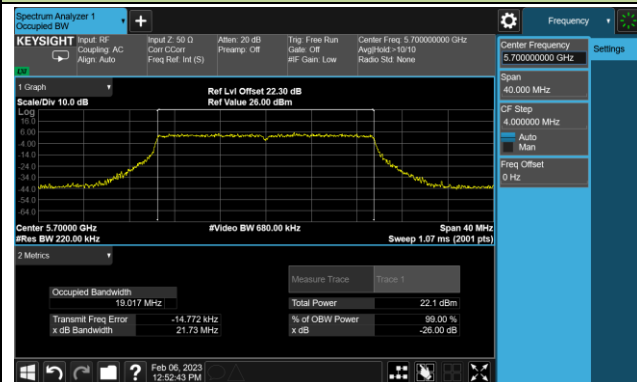 Spectrum Analyzer 1
Occupied BW
+
Frequency
KEYSIGHT
Input: RF
Coupling: AC
Align: Auto
Input Z: 50 Ω
Corr CCorr
Freq Ref: Int (S)
Atten: 20 dB
Preamp: Off
Trig: Free Run
Gate: Off
#IF Gain: Low
Center Freq: 5.700000000 GHz
Avg|Hold:>10/10
Radio Std: None
Center Frequency
5.700000000 GHz
Settings
Span
40.000 MHz
CF Step
4.000000 MHz
Auto
Man
Freq Offset
0 Hz
1 Graph
Scale/Div 10.0 dB
Ref Lvl Offset 22.30 dB
Ref Value 26.00 dBm
Log
16.0
6.00
-4.00
-14.0
-24.0
-34.0
-44.0
-54.0
-64.0
Center 5.70000 GHz
#Res BW 220.00 kHz
#Video BW 680.00 kHz
Span 40 MHz
Sweep 1.07 ms (2001 pts)
2 Metrics
Measure Trace
Trace 1
Occupied Bandwidth
19.017 MHz
Total Power
22.1 dBm
Transmit Freq Error
-14.772 kHz
% of OBW Power
99.00 %
x dB Bandwidth
21.73 MHz
x dB
-26.00 dB
?
Feb 06, 2023
12:52:43 PM